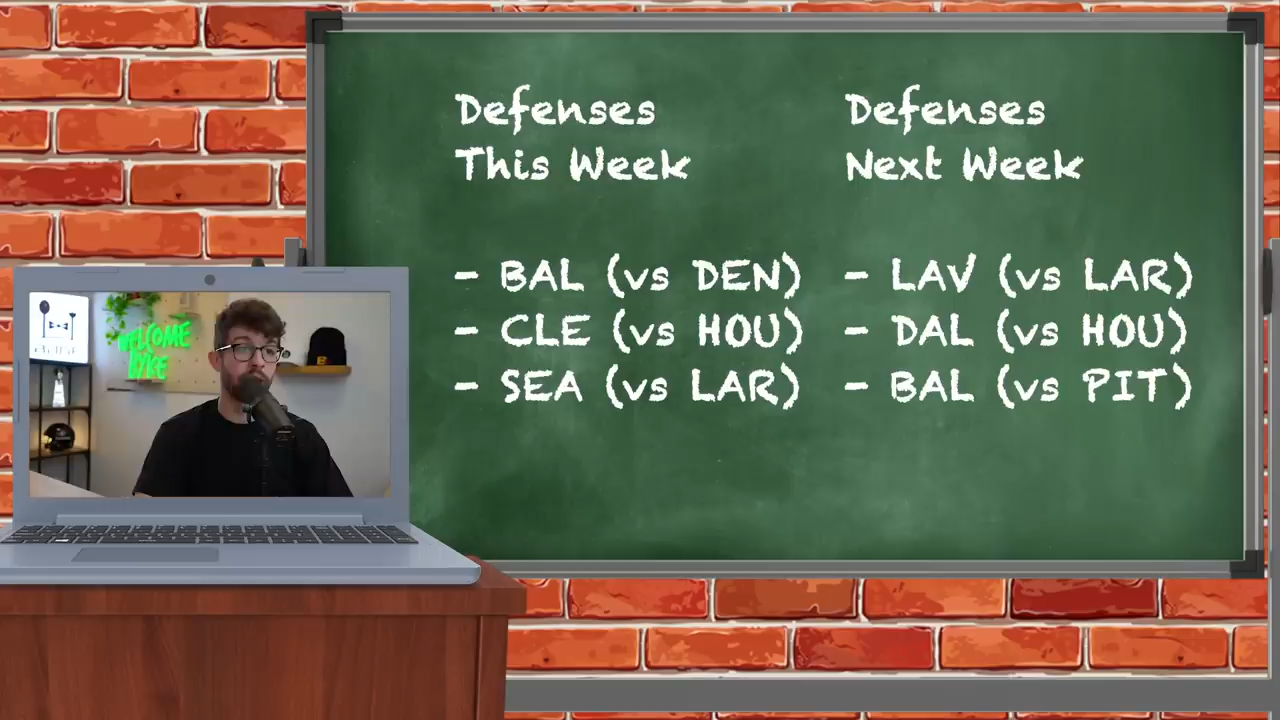 Defenses
This Week
- BAL (vs DEN)
- CLE (vs HOU)
- SEA (vs LAR)
Defenses
Next Week
- LAV (vs LAR)
- DAL (vs HOU)
- BAL (vs PIT)
WELCOME